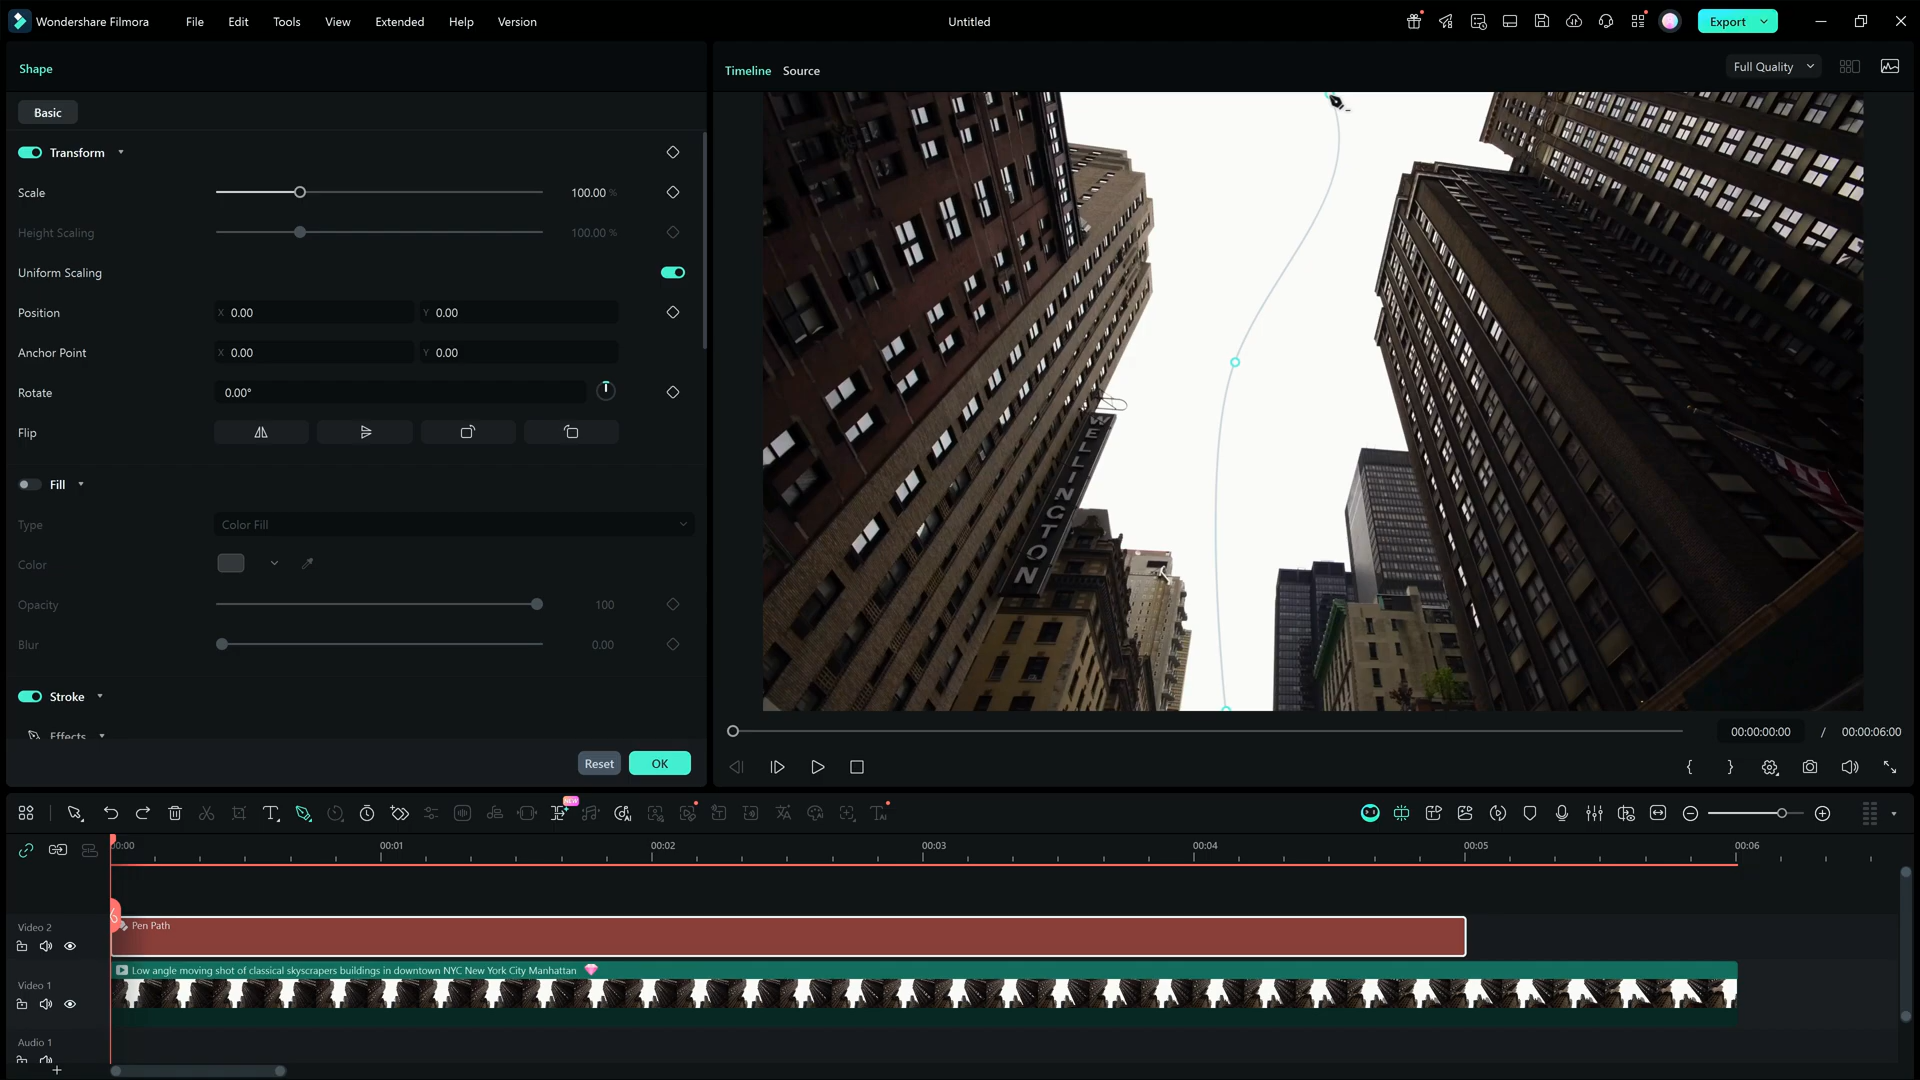 Wondershare Filmora
File
Edit
Tools
View
Extended
Help
Version
Untitled
Export
Shape
Timeline
Source
Full Quality
Basic
Transform
Scale
100.00 %
Height Scaling
100.00 %
Uniform Scaling
Position
X 0.00
Y 0.00
Anchor Point
X 0.00
Y 0.00
Rotate
0.00°
Flip
Fill
Type
Color Fill
Color
Opacity
100
Blur
0.00
Stroke
Effects
Reset
OK
WELLINGTON
00:00:00:00 / 00:00:06:00
NEW
00:00
00:01
00:02
00:03
00:04
00:05
00:06
Video 2
Pen Path
Low angle moving shot of classical skyscrapers buildings in downtown NYC New York City Manhattan
Video 1
Audio 1